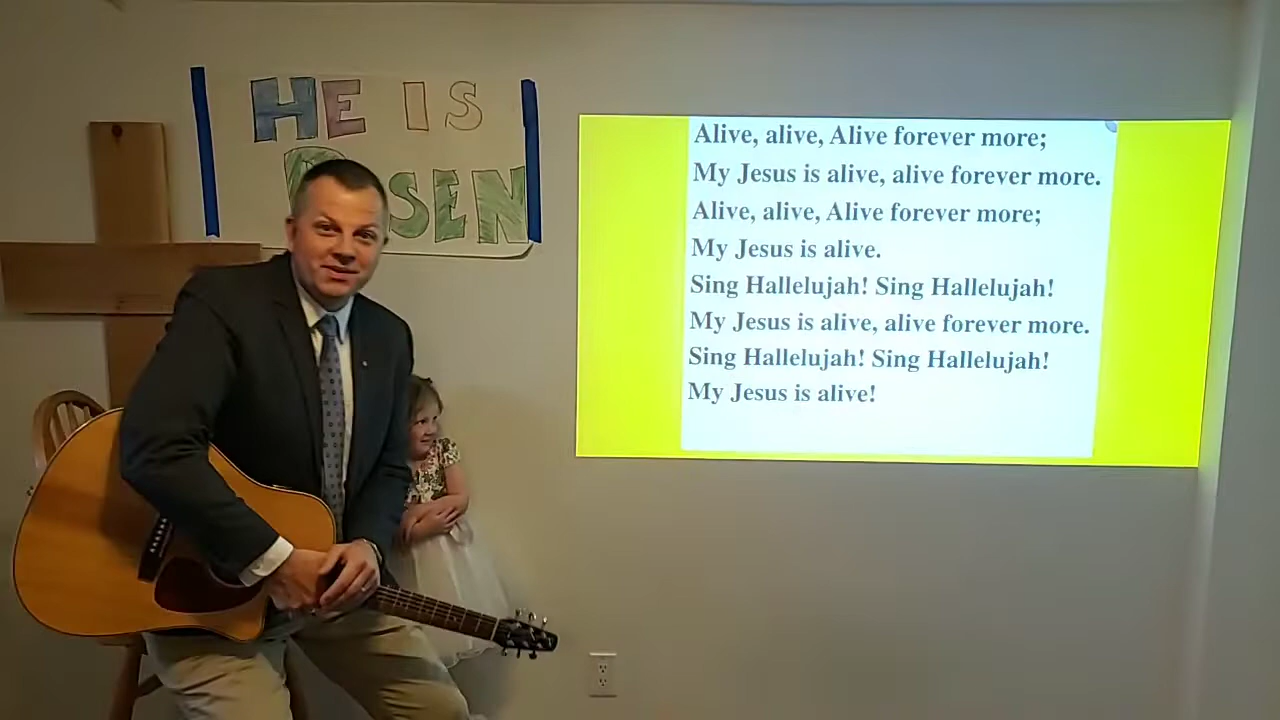 HE IS
RISEN
Alive, alive, Alive forever more;
My Jesus is alive, alive forever more.
Alive, alive, Alive forever more;
My Jesus is alive.
Sing Hallelujah! Sing Hallelujah!
My Jesus is alive, alive forever more.
Sing Hallelujah! Sing Hallelujah!
My Jesus is alive!